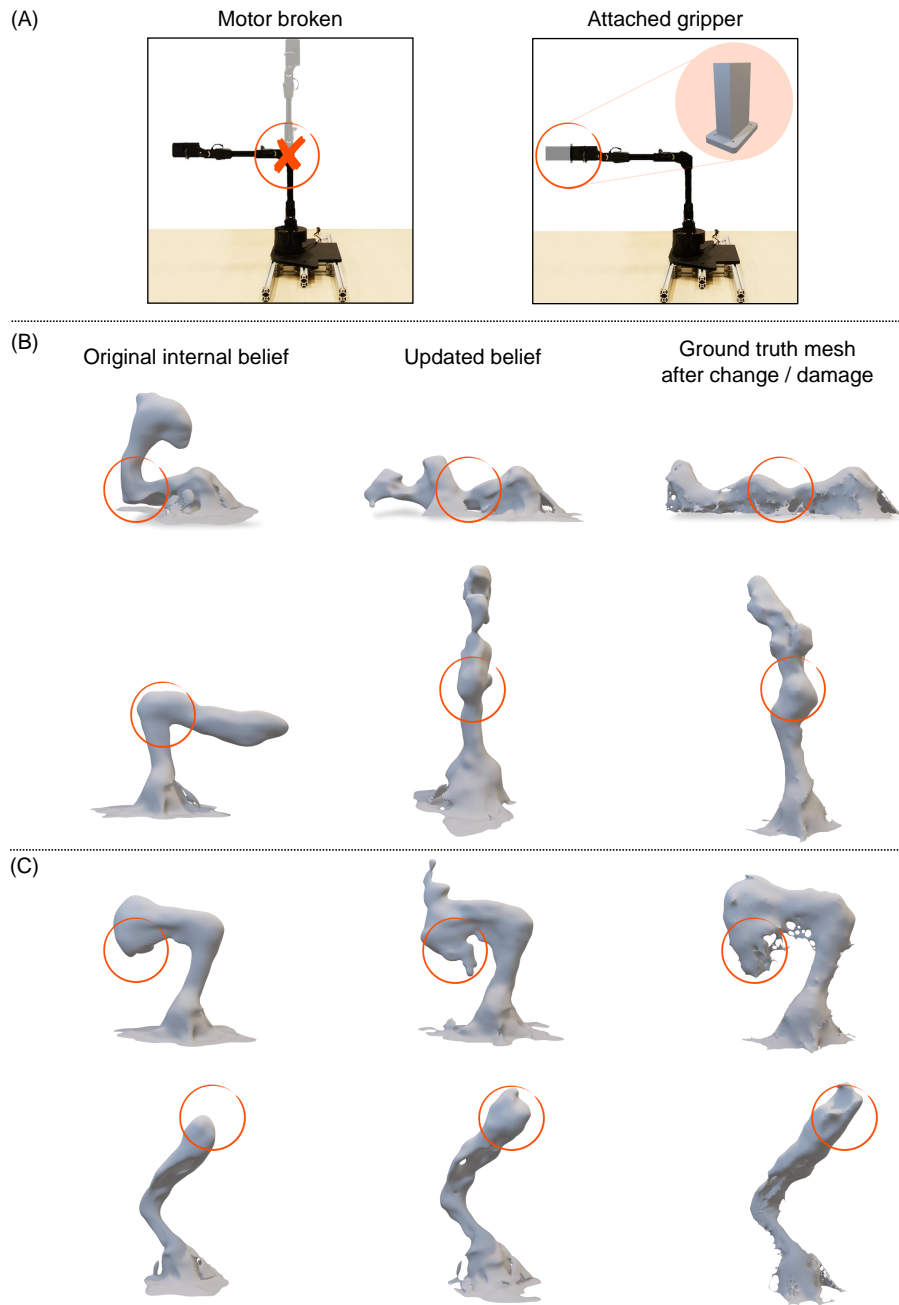 (A)
Motor broken
Attached gripper
(B)
Original internal belief
Updated belief
Ground truth mesh
after change / damage
(C)